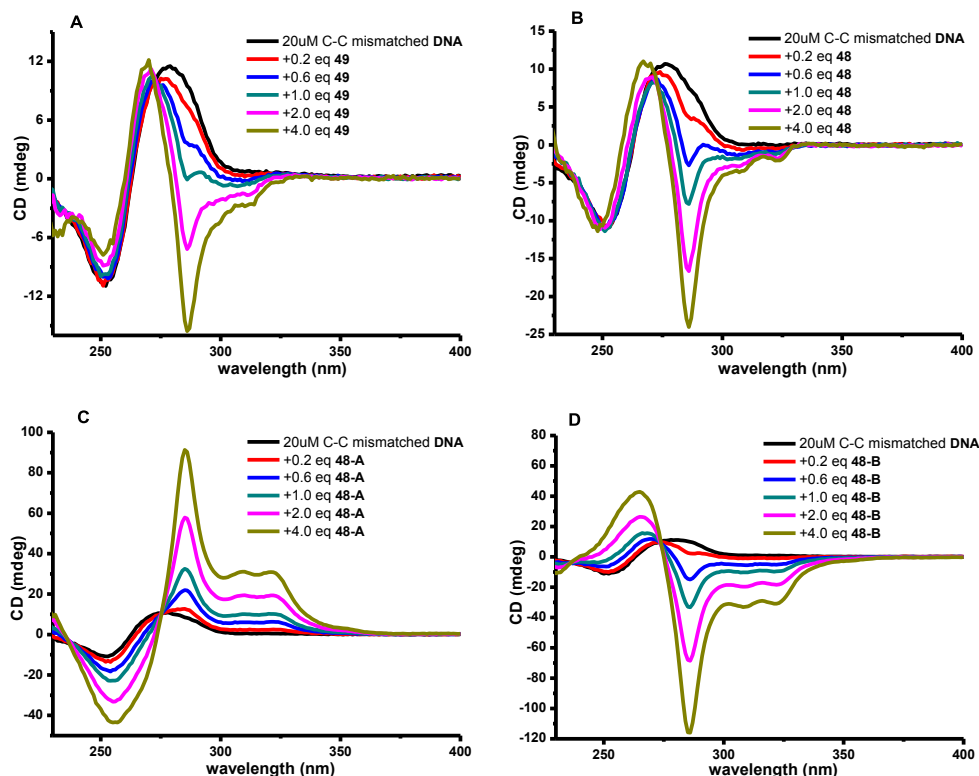 A
20uM C-C mismatched DNA
+0.2 eq 49
+0.6 eq 49
+1.0 eq 49
+2.0 eq 49
+4.0 eq 49
12
6
0
-6
-12
CD (mdeg)
250 300 350 400
wavelength (nm)
B
20uM C-C mismatched DNA
+0.2 eq 48
+0.6 eq 48
+1.0 eq 48
+2.0 eq 48
+4.0 eq 48
15
10
5
0
-5
-10
-15
-20
-25
CD (mdeg)
250 300 350 400
wavelength (nm)
C
20uM C-C mismatched DNA
+0.2 eq 48-A
+0.6 eq 48-A
+1.0 eq 48-A
+2.0 eq 48-A
+4.0 eq 48-A
100
80
60
40
20
0
-20
-40
CD (mdeg)
250 300 350 400
wavelength (nm)
D
20uM C-C mismatched DNA
+0.2 eq 48-B
+0.6 eq 48-B
+1.0 eq 48-B
+2.0 eq 48-B
+4.0 eq 48-B
80
60
40
20
0
-20
-40
-60
-80
-100
-120
CD (mdeg)
250 300 350 400
wavelength (nm)